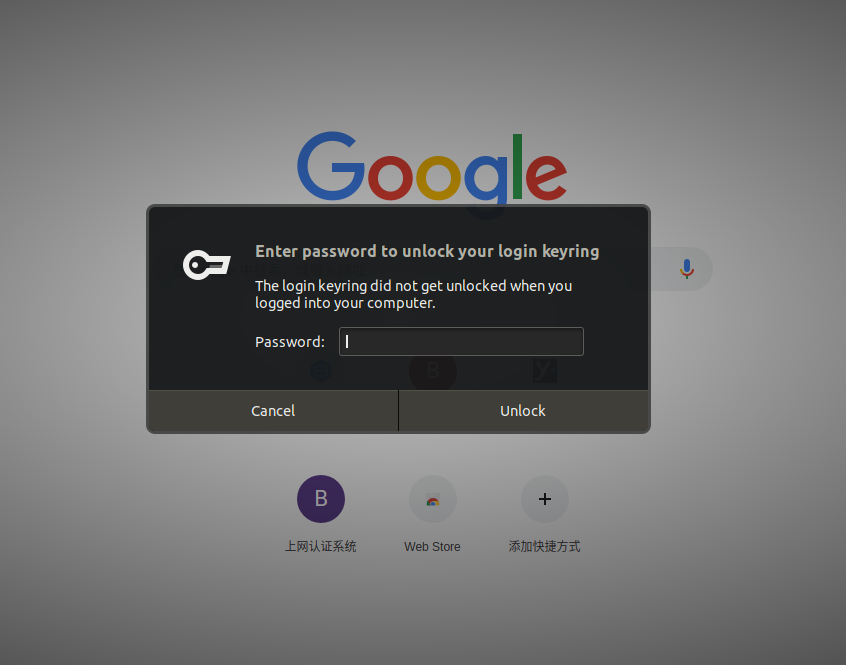 Google
Enter password to unlock your login keyring
The login keyring did not get unlocked when you
logged into your computer.
Password:
B
Cancel
Unlock
B
上网认证系统
Web Store
添加快捷方式